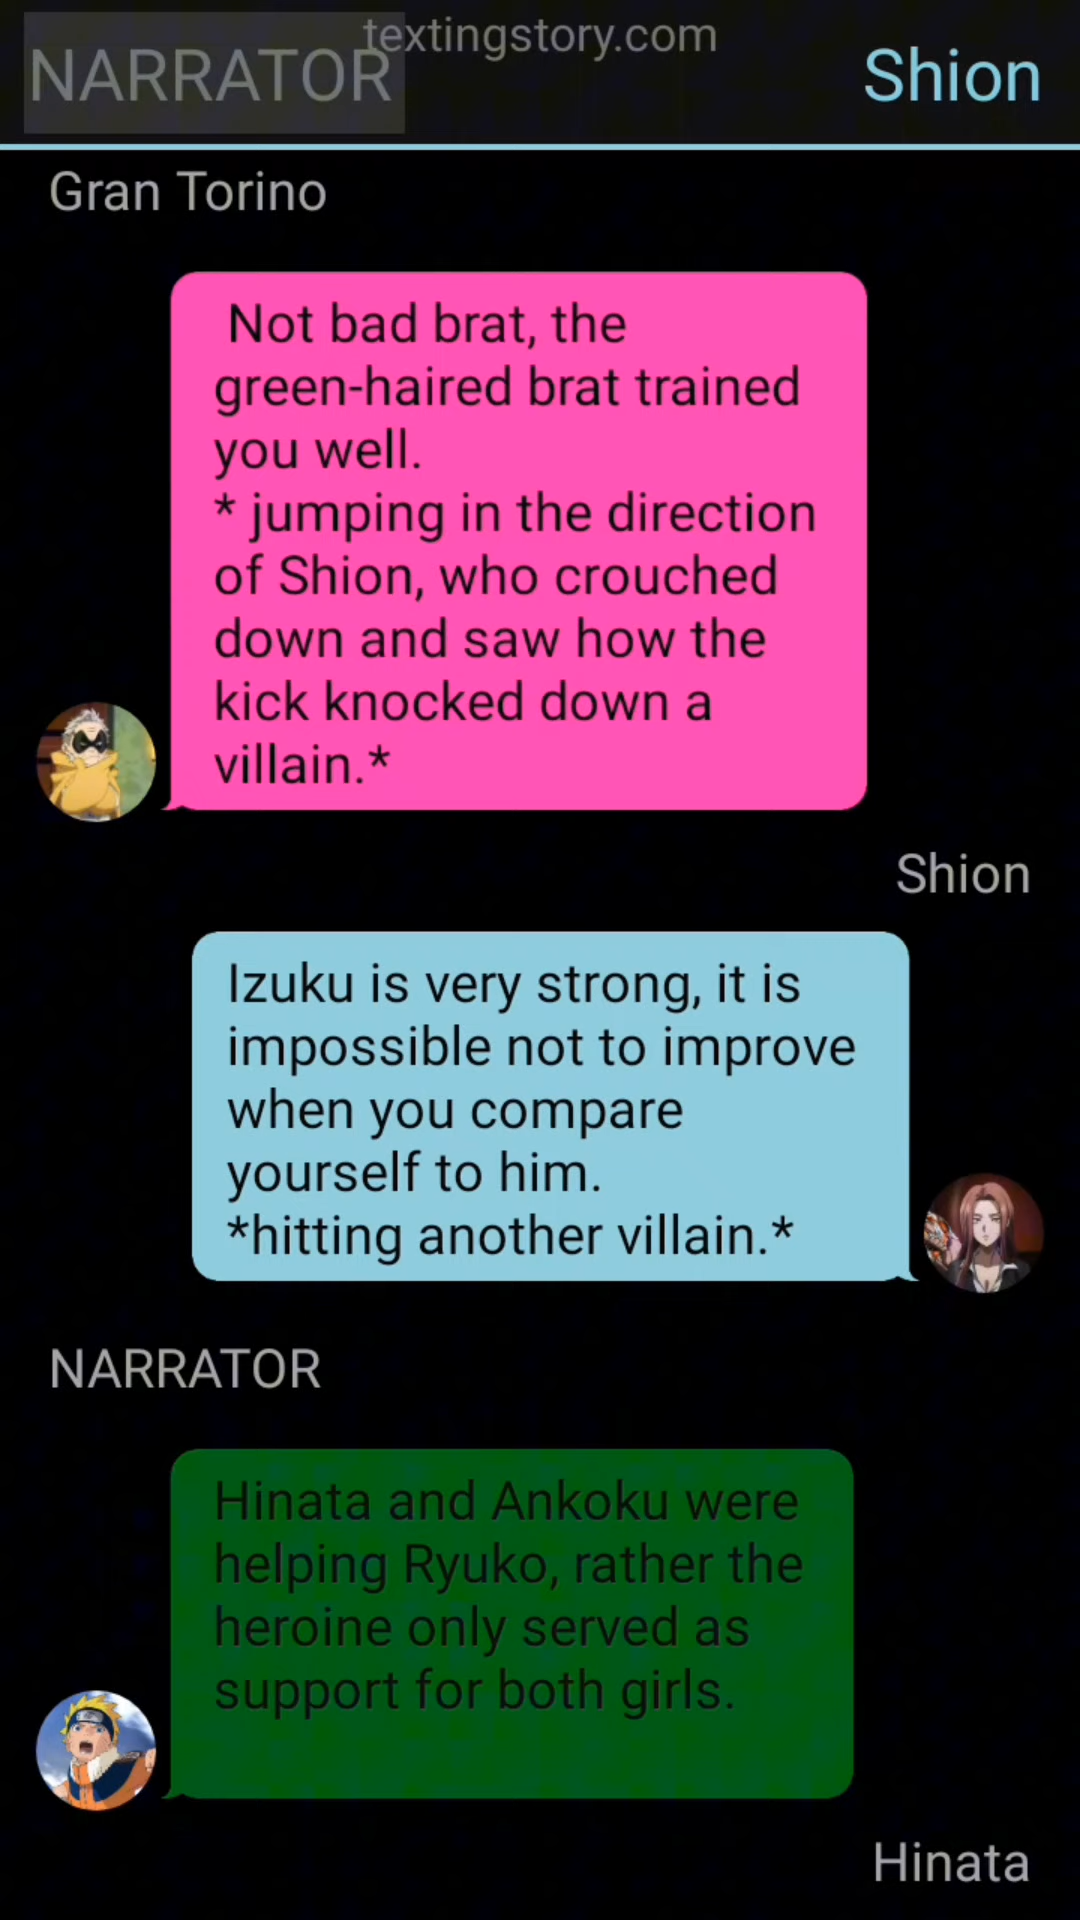 textingstory.com
NARRATOR
Shion
Gran Torino
Not bad brat, the
green-haired brat trained
you well.
* jumping in the direction
of Shion, who crouched
down and saw how the
kick knocked down a
villain.*
Shion
Izuku is very strong, it is
impossible not to improve
when you compare
yourself to him.
*hitting another villain.*
NARRATOR
Hinata and Ankoku were
helping Ryuko, rather the
heroine only served as
support for both girls.
Hinata